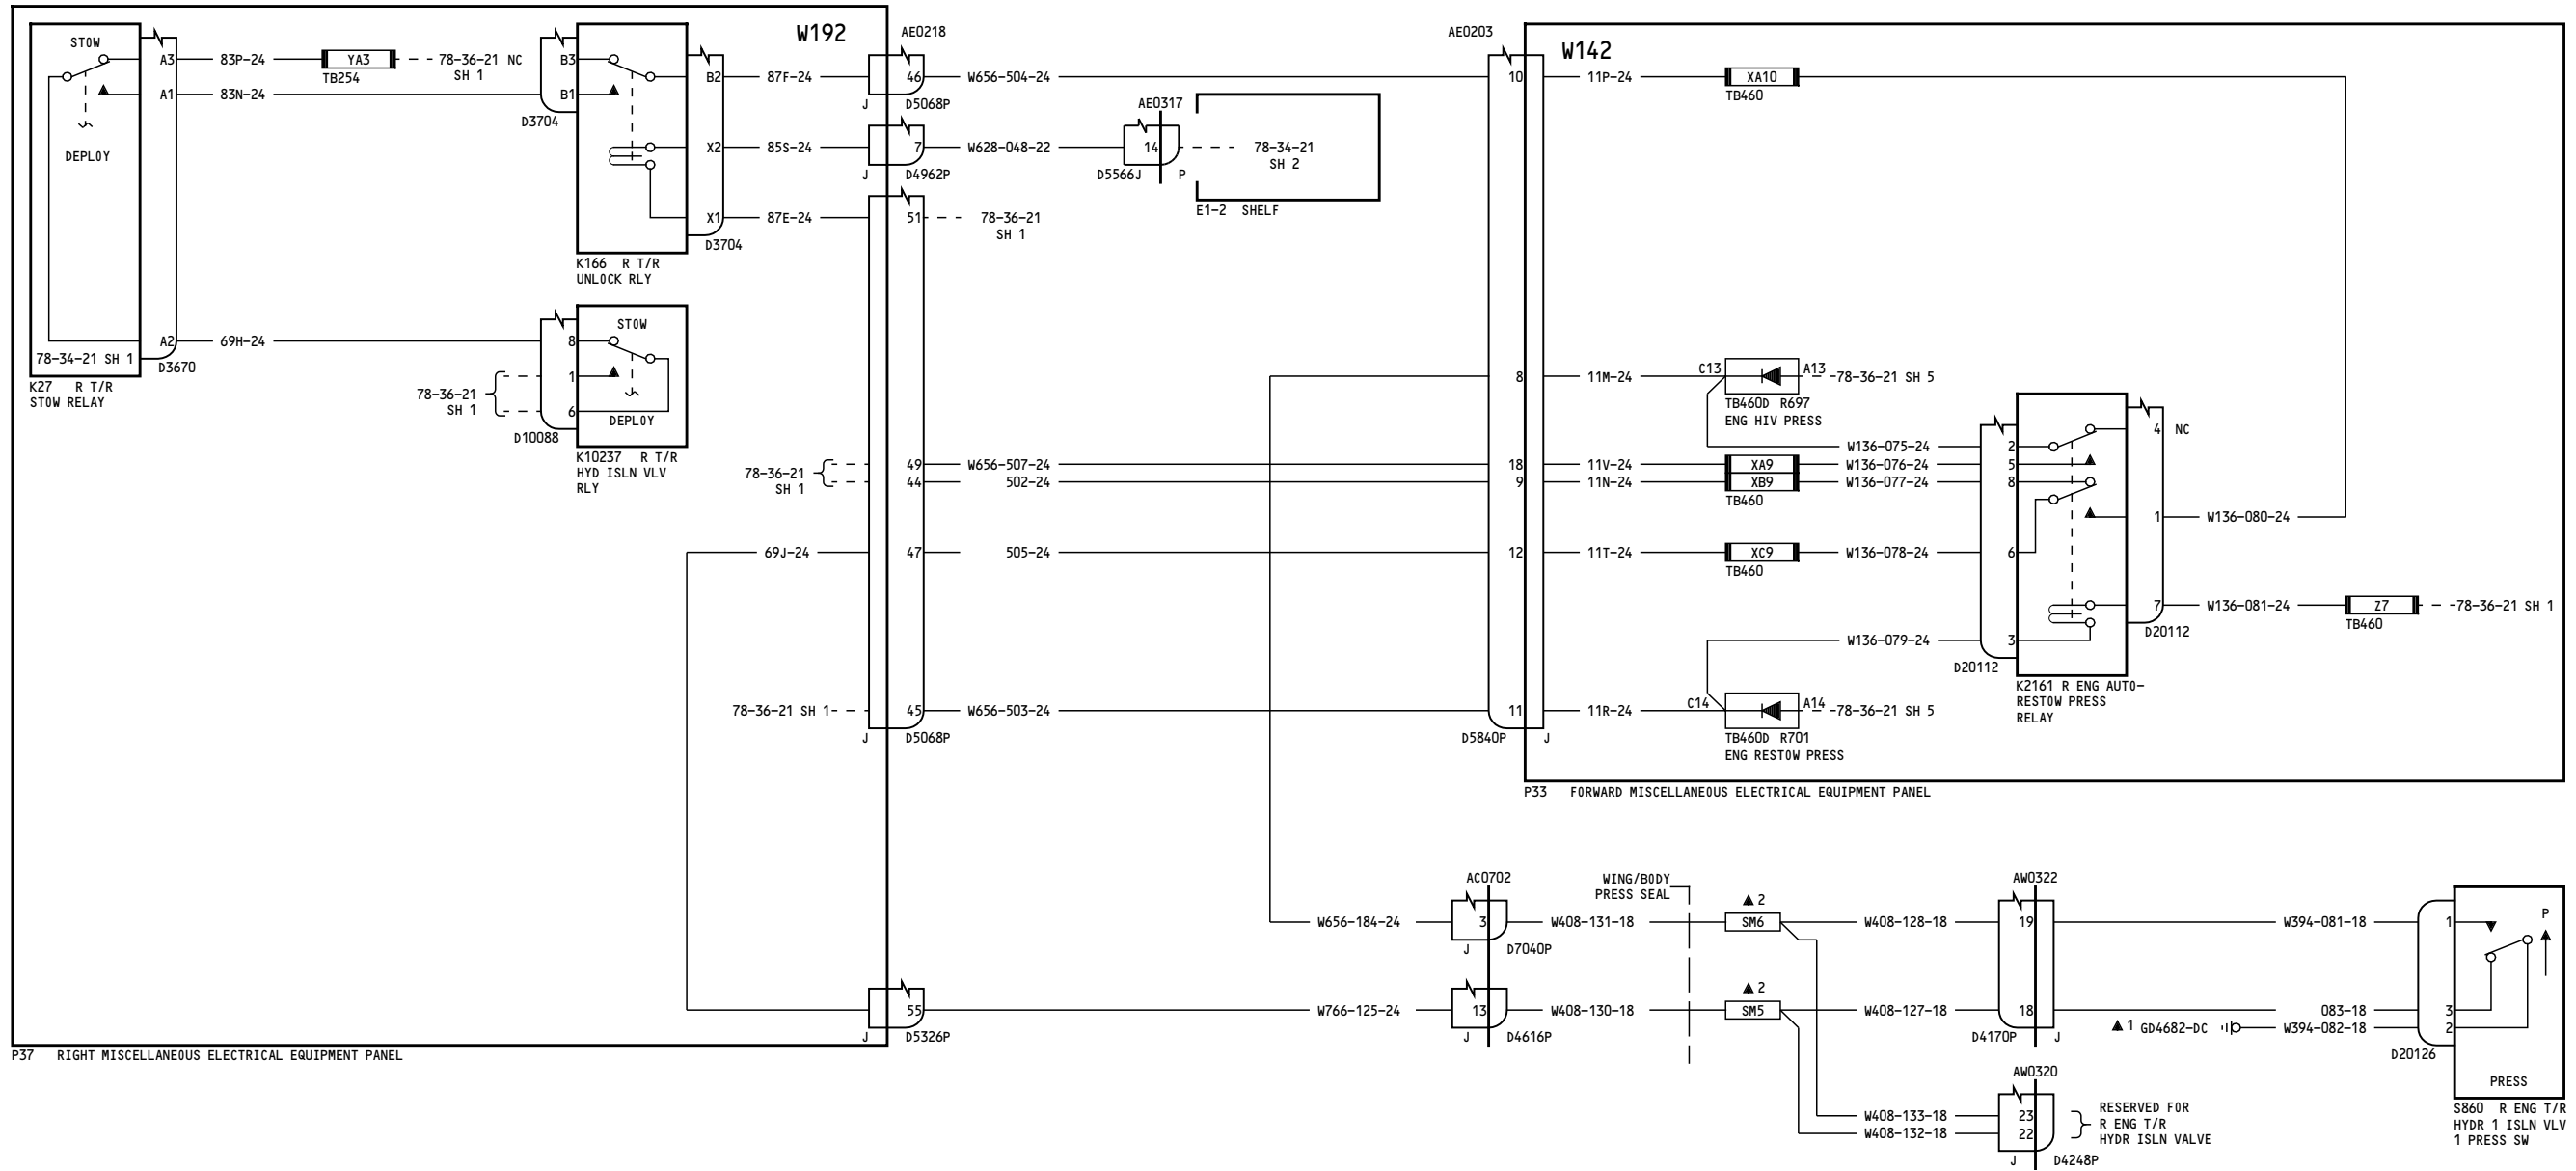 W192
AE0218
STOW
A3
83P-24
YA3
TB254
78-36-21 NC
SH 1
B3
B2
87F-24
46
W656-504-24
A1
83N-24
B1
D3704
J
D5068P
DEPLOY
X2
85S-24
7
W628-048-22
J
D4962P
AE0317
14
D5566J
P
78-34-21
SH 2
E1-2 SHELF
X1
87E-24
51
78-36-21
SH 1
D3704
K166 R T/R
UNLOCK RLY
A2
69H-24
8
STOW
78-34-21 SH 1
D3670
K27 R T/R
STOW RELAY
78-36-21
SH 1
1
6
DEPLOY
D10088
K10237 R T/R
HYD ISLN VLV
RLY
78-36-21
SH 1
49
W656-507-24
44
502-24
69J-24
47
505-24
78-36-21 SH 1
45
W656-503-24
J
D5068P
55
J
D5326P
P37 RIGHT MISCELLANEOUS ELECTRICAL EQUIPMENT PANEL
AE0203
W142
10
11P-24
XA10
TB460
8
11M-24
C13
A13
78-36-21 SH 5
TB460D R697
ENG HIV PRESS
W136-075-24
2
4
NC
18
11V-24
XA9
W136-076-24
5
9
11N-24
XB9
W136-077-24
8
TB460
1
W136-080-24
12
11T-24
XC9
W136-078-24
6
TB460
7
W136-081-24
Z7
78-36-21 SH 1
TB460
D20112
W136-079-24
3
D20112
K2161 R ENG AUTO-
RESTOW PRESS
RELAY
11
11R-24
C14
A14
78-36-21 SH 5
D5840P
J
TB460D R701
ENG RESTOW PRESS
P33 FORWARD MISCELLANEOUS ELECTRICAL EQUIPMENT PANEL
AC0702
WING/BODY
PRESS SEAL
AW0322
2
W656-184-24
3
W408-131-18
SM6
W408-128-18
19
W394-081-18
1
P
J
D7040P
2
W766-125-24
13
W408-130-18
SM5
W408-127-18
18
083-18
3
1 GD4682-DC
W394-082-18
2
J
D4616P
D4170P
J
D20126
PRESS
AW0320
W408-133-18
23
W408-132-18
22
RESERVED FOR
R ENG T/R
HYDR ISLN VALVE
J
D4248P
S860 R ENG T/R
HYDR 1 ISLN VLV
1 PRESS SW